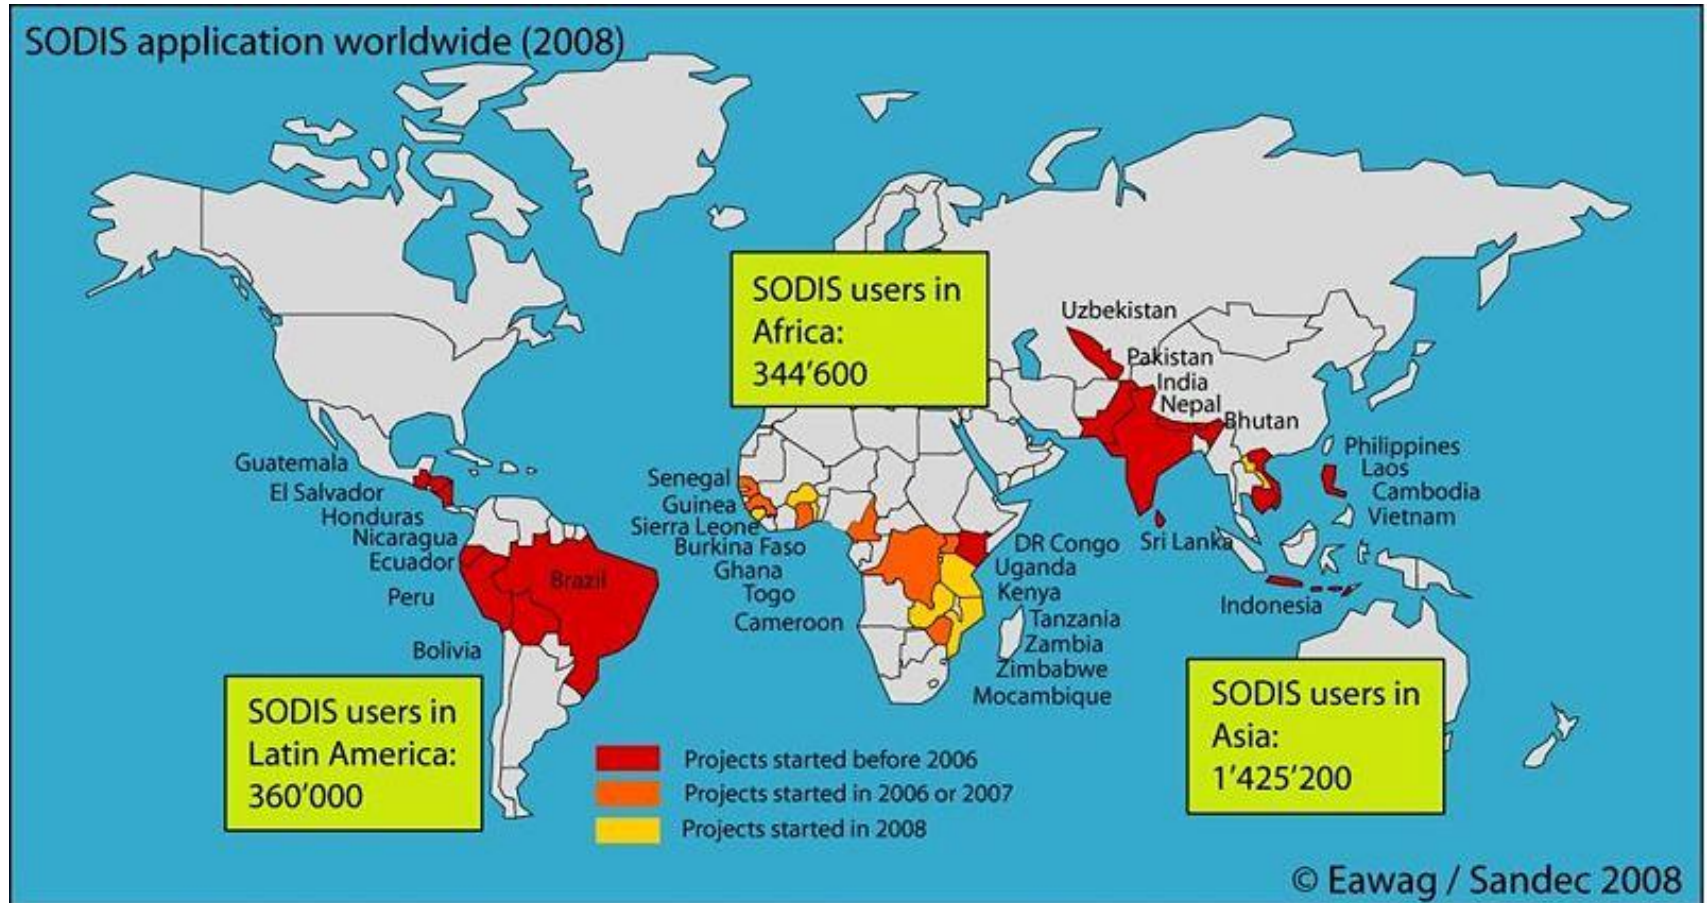 SODIS application worldwide (2008)
SODIS users in
Africa:
344'600
Uzbekistan
Pakistan
India
Nepal
Bhutan
Philippines
Laos
Cambodia
Vietnam
Sri Lanka
Indonesia
Guatemala
El Salvador
Honduras
Nicaragua
Ecuador
Peru
Brazil
Bolivia
Senegal
Guinea
Sierra Leone
Burkina Faso
Ghana
Togo
Cameroon
DR Congo
Uganda
Kenya
Tanzania
Zambia
Zimbabwe
Mocambique
SODIS users in
Latin America:
360'000
Projects started before 2006
Projects started in 2006 or 2007
Projects started in 2008
SODIS users in
Asia:
1'425'200
© Eawag / Sandec 2008